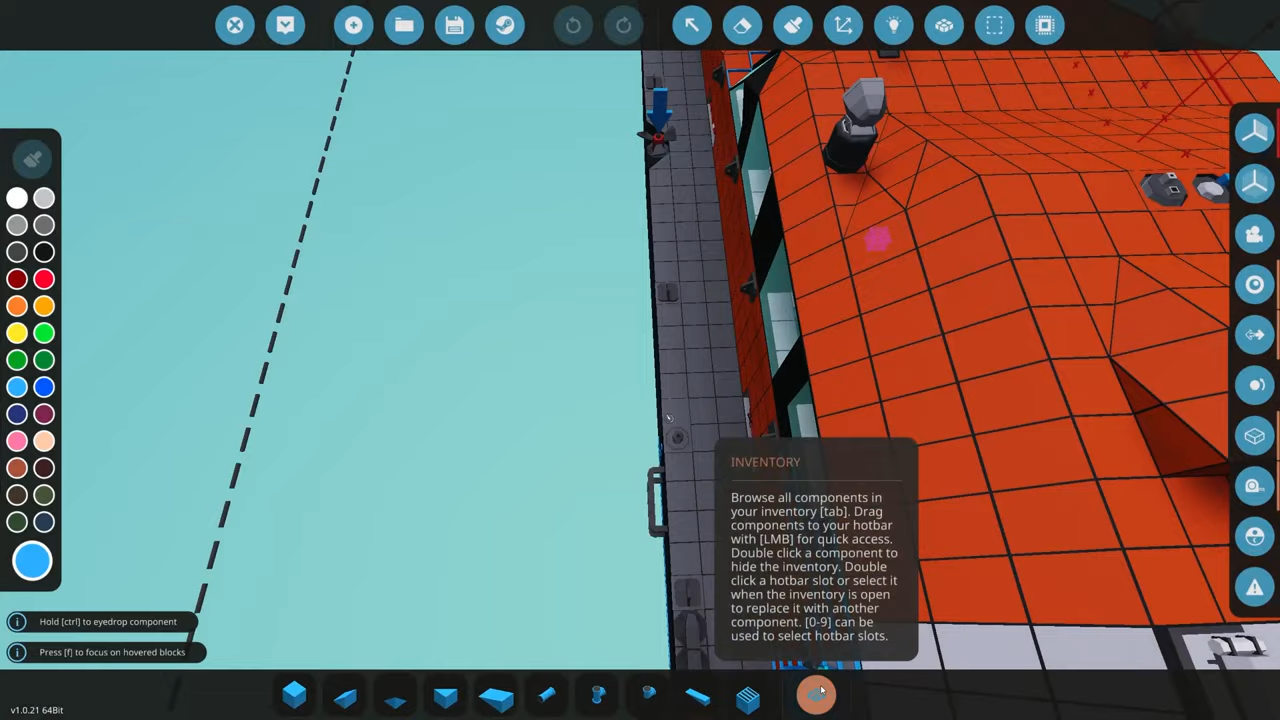 INVENTORY
Browse all components in
your inventory [tab]. Drag
components to your hotbar
with [LMB] for quick access.
Double click a component to
hide the inventory. Double
click a hotbar slot or select it
when the inventory is open
to replace it with another
component. [0-9] can be
used to select hotbar slots.
Hold [ctrl] to eyedrop component
Press [f] to focus on hovered blocks
v1.0.21 64Bit